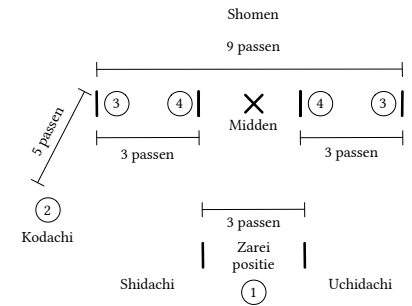 Shomen
9 passen
3 4 4 3
Midden
5 passen
3 passen 3 passen
2
Kodachi
3 passen
Zarei
positie
Shidachi Uchidachi
1